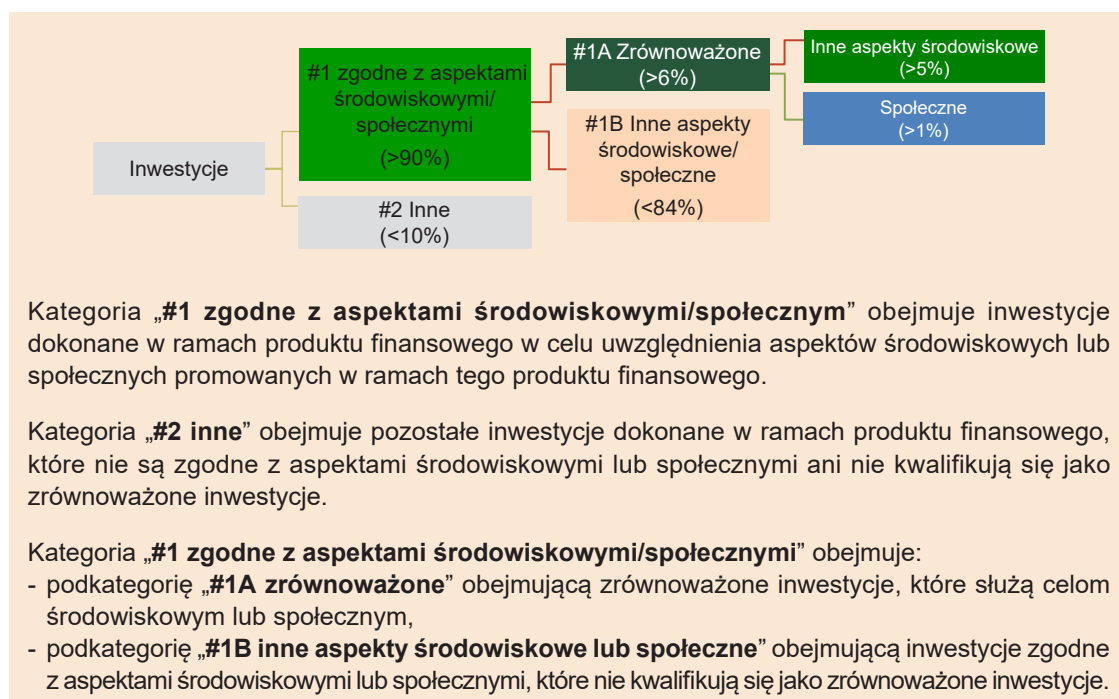 Inwestycje
#1 zgodne z aspektami
środowiskowymi/
społecznymi
(>90%)
#2 Inne
(<10%)
#1A Zrównoważone
(>6%)
#1B Inne aspekty
środowiskowe/
społeczne
(<84%)
Inne aspekty środowiskowe
(>5%)
Społeczne
(>1%)
Kategoria „#1 zgodne z aspektami środowiskowymi/społecznym” obejmuje inwestycje
dokonane w ramach produktu finansowego w celu uwzględnienia aspektów środowiskowych lub
społecznych promowanych w ramach tego produktu finansowego.
Kategoria „#2 inne” obejmuje pozostałe inwestycje dokonane w ramach produktu finansowego,
które nie są zgodne z aspektami środowiskowymi lub społecznymi ani nie kwalifikują się jako
zrównoważone inwestycje.
Kategoria „#1 zgodne z aspektami środowiskowymi/społecznymi” obejmuje:
- podkategorię „#1A zrównoważone” obejmującą zrównoważone inwestycje, które służą celom
środowiskowym lub społecznym,
- podkategorię „#1B inne aspekty środowiskowe lub społeczne” obejmującą inwestycje zgodne
z aspektami środowiskowymi lub społecznymi, które nie kwalifikują się jako zrównoważone inwestycje.